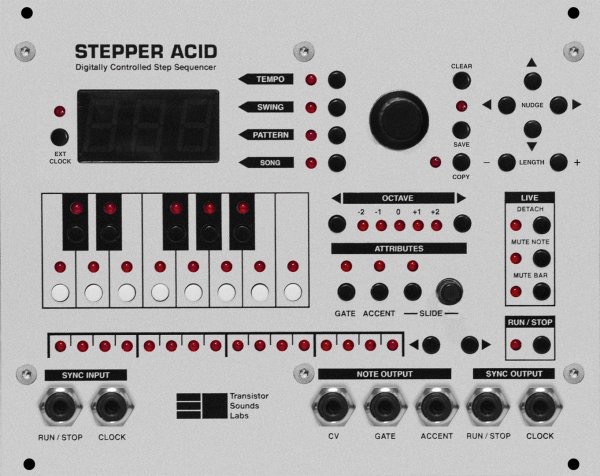 STEPPER ACID
Digitally Controlled Step Sequencer
TEMPO
SWING
PATTERN
SONG
EXT
CLOCK
CLEAR
SAVE
COPY
NUDGE
- LENGTH +
OCTAVE
-2 -1 0 +1 +2
ATTRIBUTES
GATE ACCENT SLIDE
LIVE
DETACH
MUTE NOTE
MUTE BAR
RUN / STOP
SYNC INPUT
RUN / STOP CLOCK
Transistor
Sounds
Labs
NOTE OUTPUT
CV GATE ACCENT
SYNC OUTPUT
RUN / STOP CLOCK